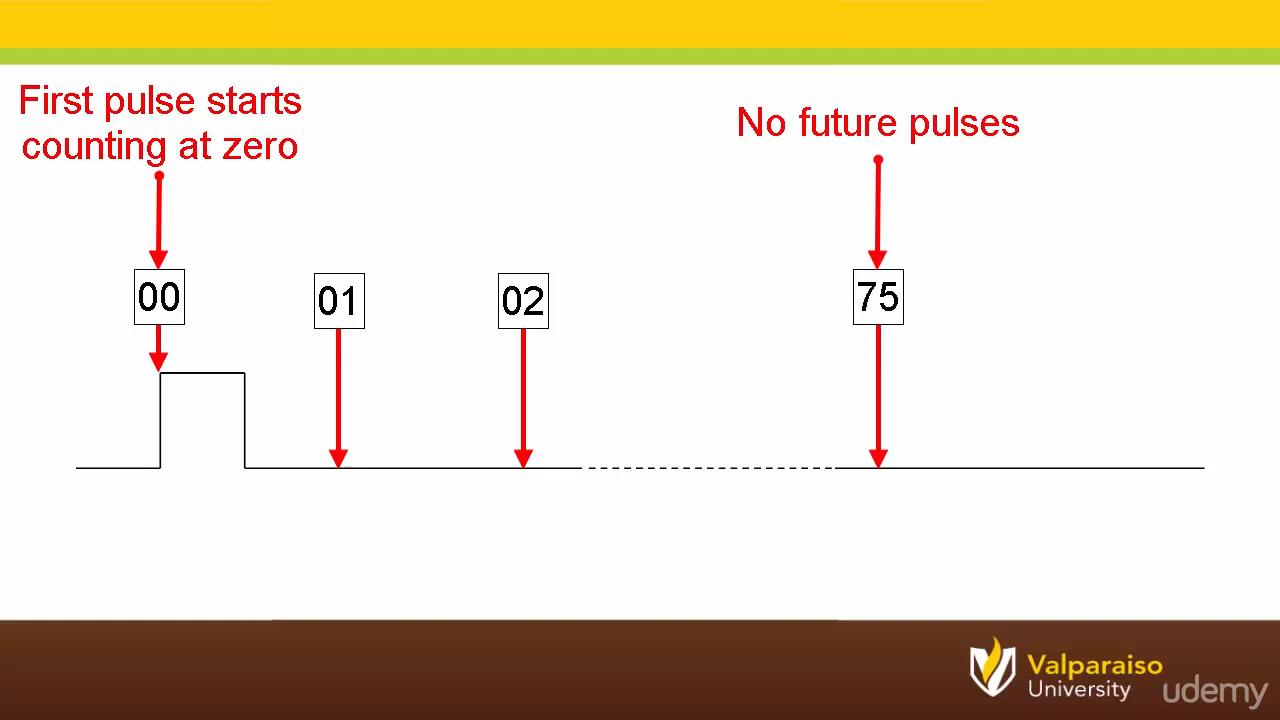 First pulse starts
counting at zero
No future pulses
00
01
02
75
Valparaiso
University
udemy